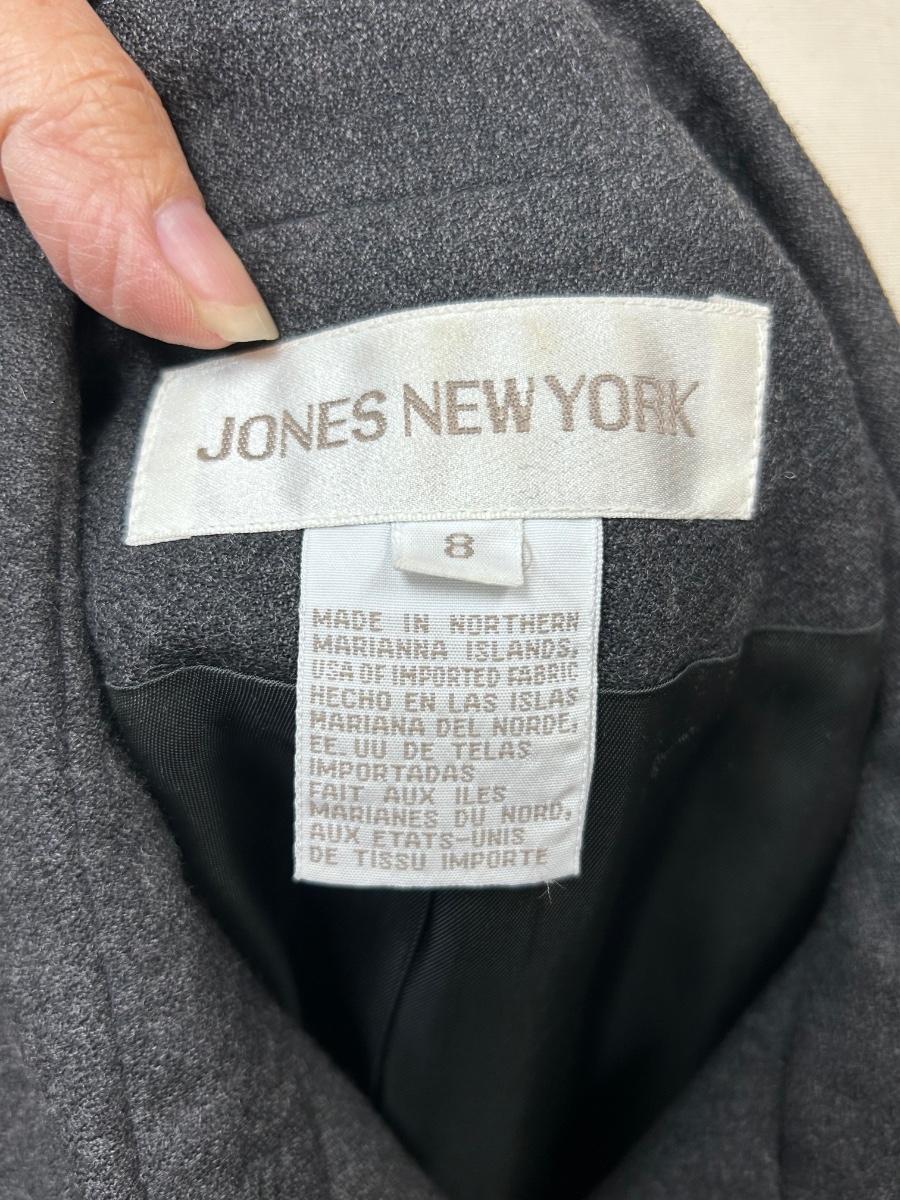 JONES NEW YORK
8
MADE IN NORTHERN
MARIANNA ISLANDS,
USA OF IMPORTED FABRIC
HECHO EN LAS ISLAS
MARIANA DEL NORDE,
EE. UU DE TELAS
IMPORTADAS
FAIT AUX ILES
MARIANES DU NORD,
AUX ETATS-UNIS
DE TISSU IMPORTE